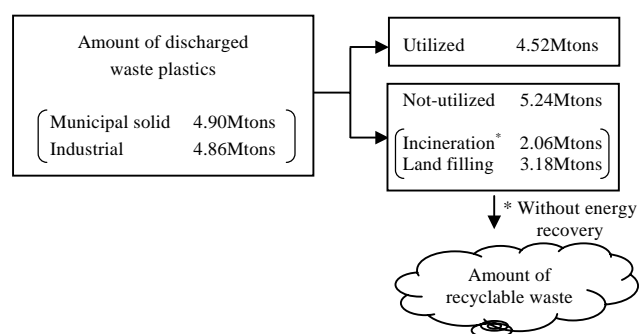 Amount of discharged
waste plastics
Municipal solid 4.90Mtons
Industrial 4.86Mtons
Utilized 4.52Mtons
Not-utilized 5.24Mtons
Incineration* 2.06Mtons
Land filling 3.18Mtons
* Without energy
recovery
Amount of
recyclable waste